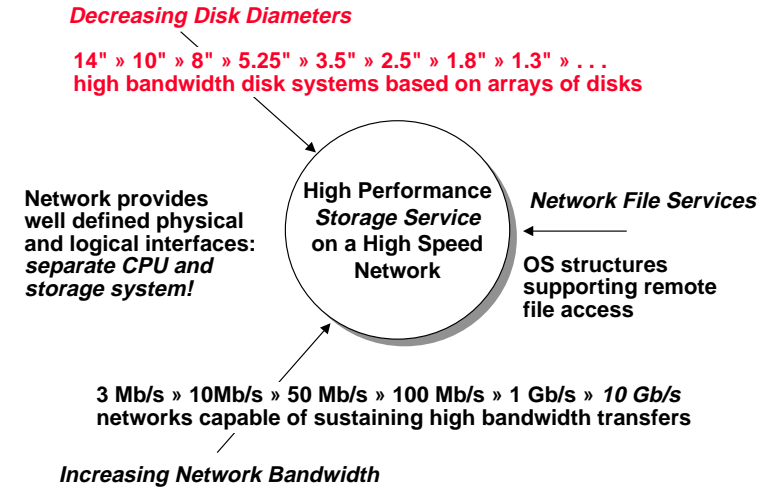 Decreasing Disk Diameters
14" » 10" » 8" » 5.25" » 3.5" » 2.5" » 1.8" » 1.3" » . . .
high bandwidth disk systems based on arrays of disks
High Performance
Storage Service
on a High Speed
Network
Network provides
well defined physical
and logical interfaces:
separate CPU and
storage system!
Network File Services
OS structures
supporting remote
file access
3 Mb/s » 10Mb/s » 50 Mb/s » 100 Mb/s » 1 Gb/s » 10 Gb/s
networks capable of sustaining high bandwidth transfers
Increasing Network Bandwidth